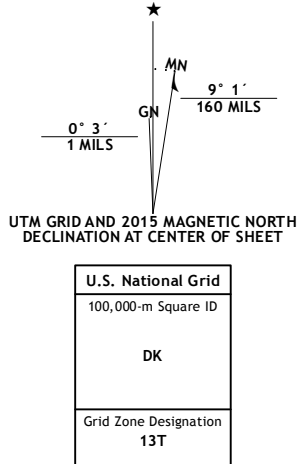 ★
MN
GN
9° 1´
160 MILS
0° 3´
1 MILS
UTM GRID AND 2015 MAGNETIC NORTH
DECLINATION AT CENTER OF SHEET
U.S. National Grid
100,000-m Square ID
DK
Grid Zone Designation
13T